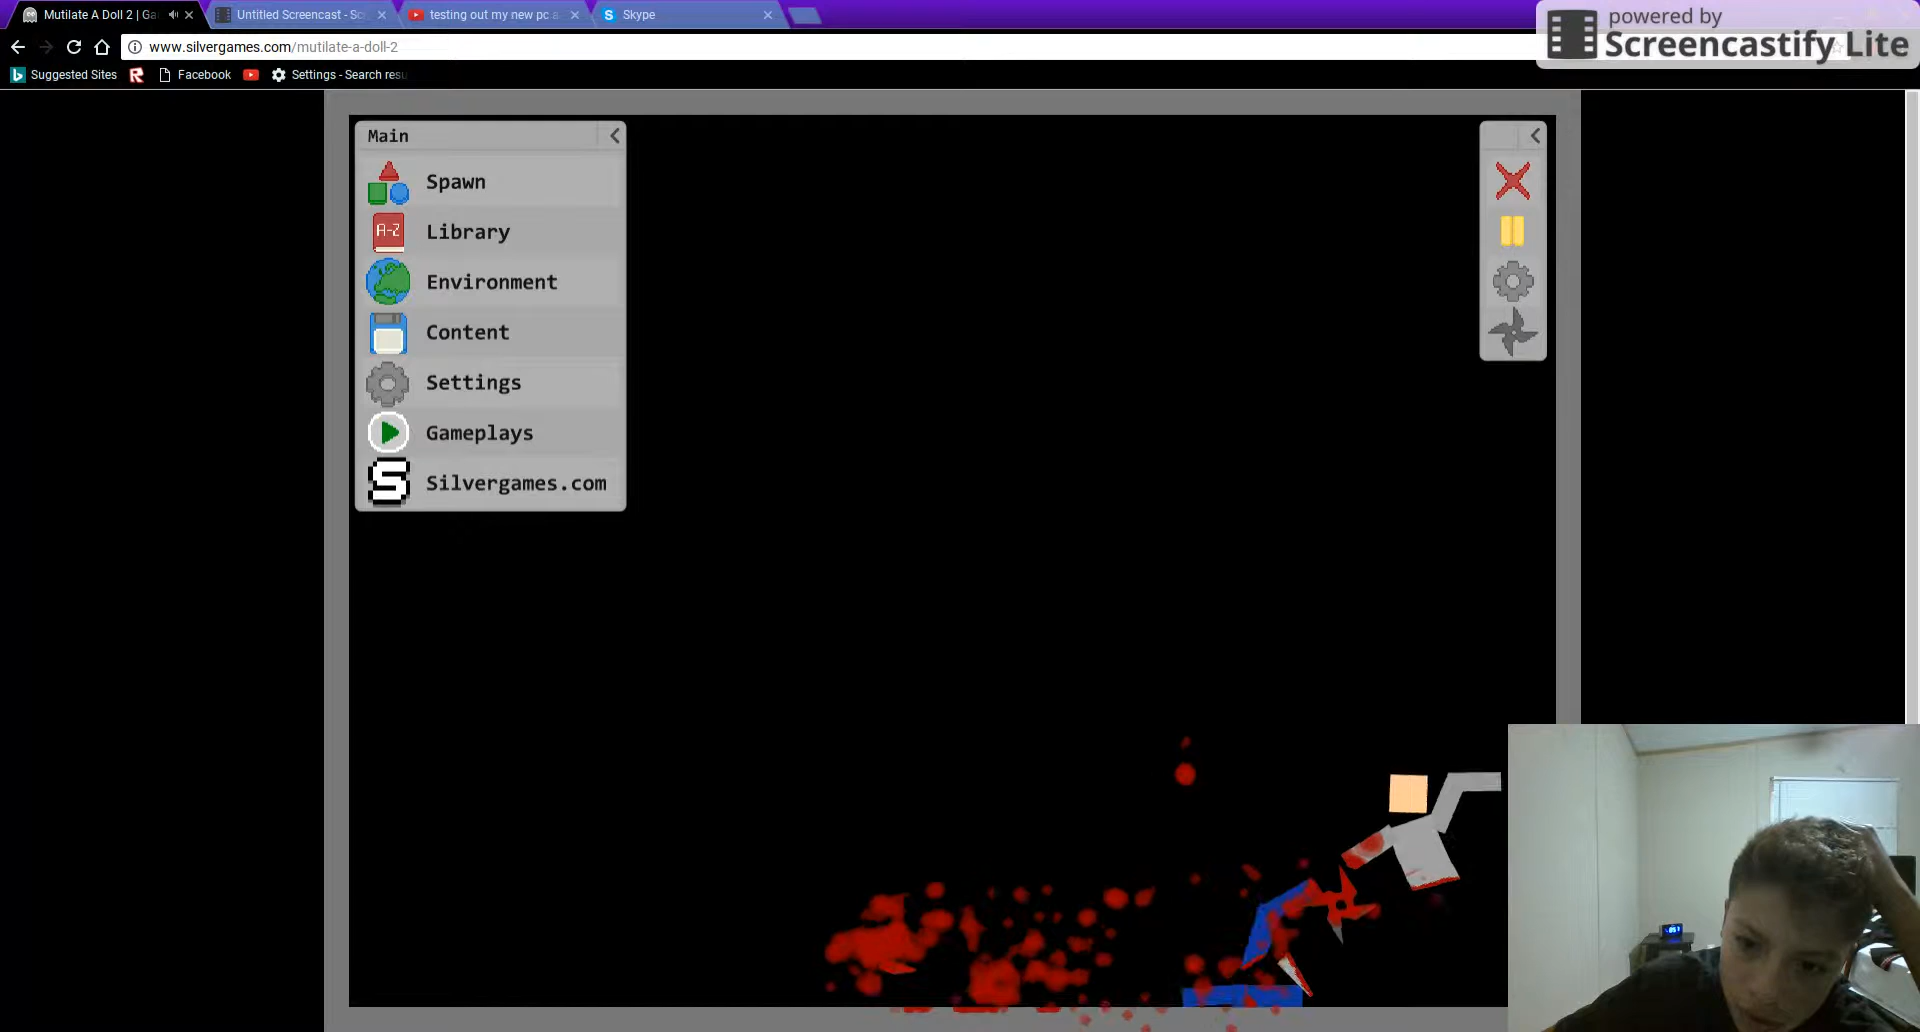 Mutilate A Doll 2 | Ga
Untitled Screencast - Sc
testing out my new pc a
Skype
powered by
Screencastify Lite
www.silvergames.com/mutilate-a-doll-2
Suggested Sites
Facebook
Settings - Search resu
Main
Spawn
A-Z
Library
Environment
Content
Settings
Gameplays
S
Silvergames.com